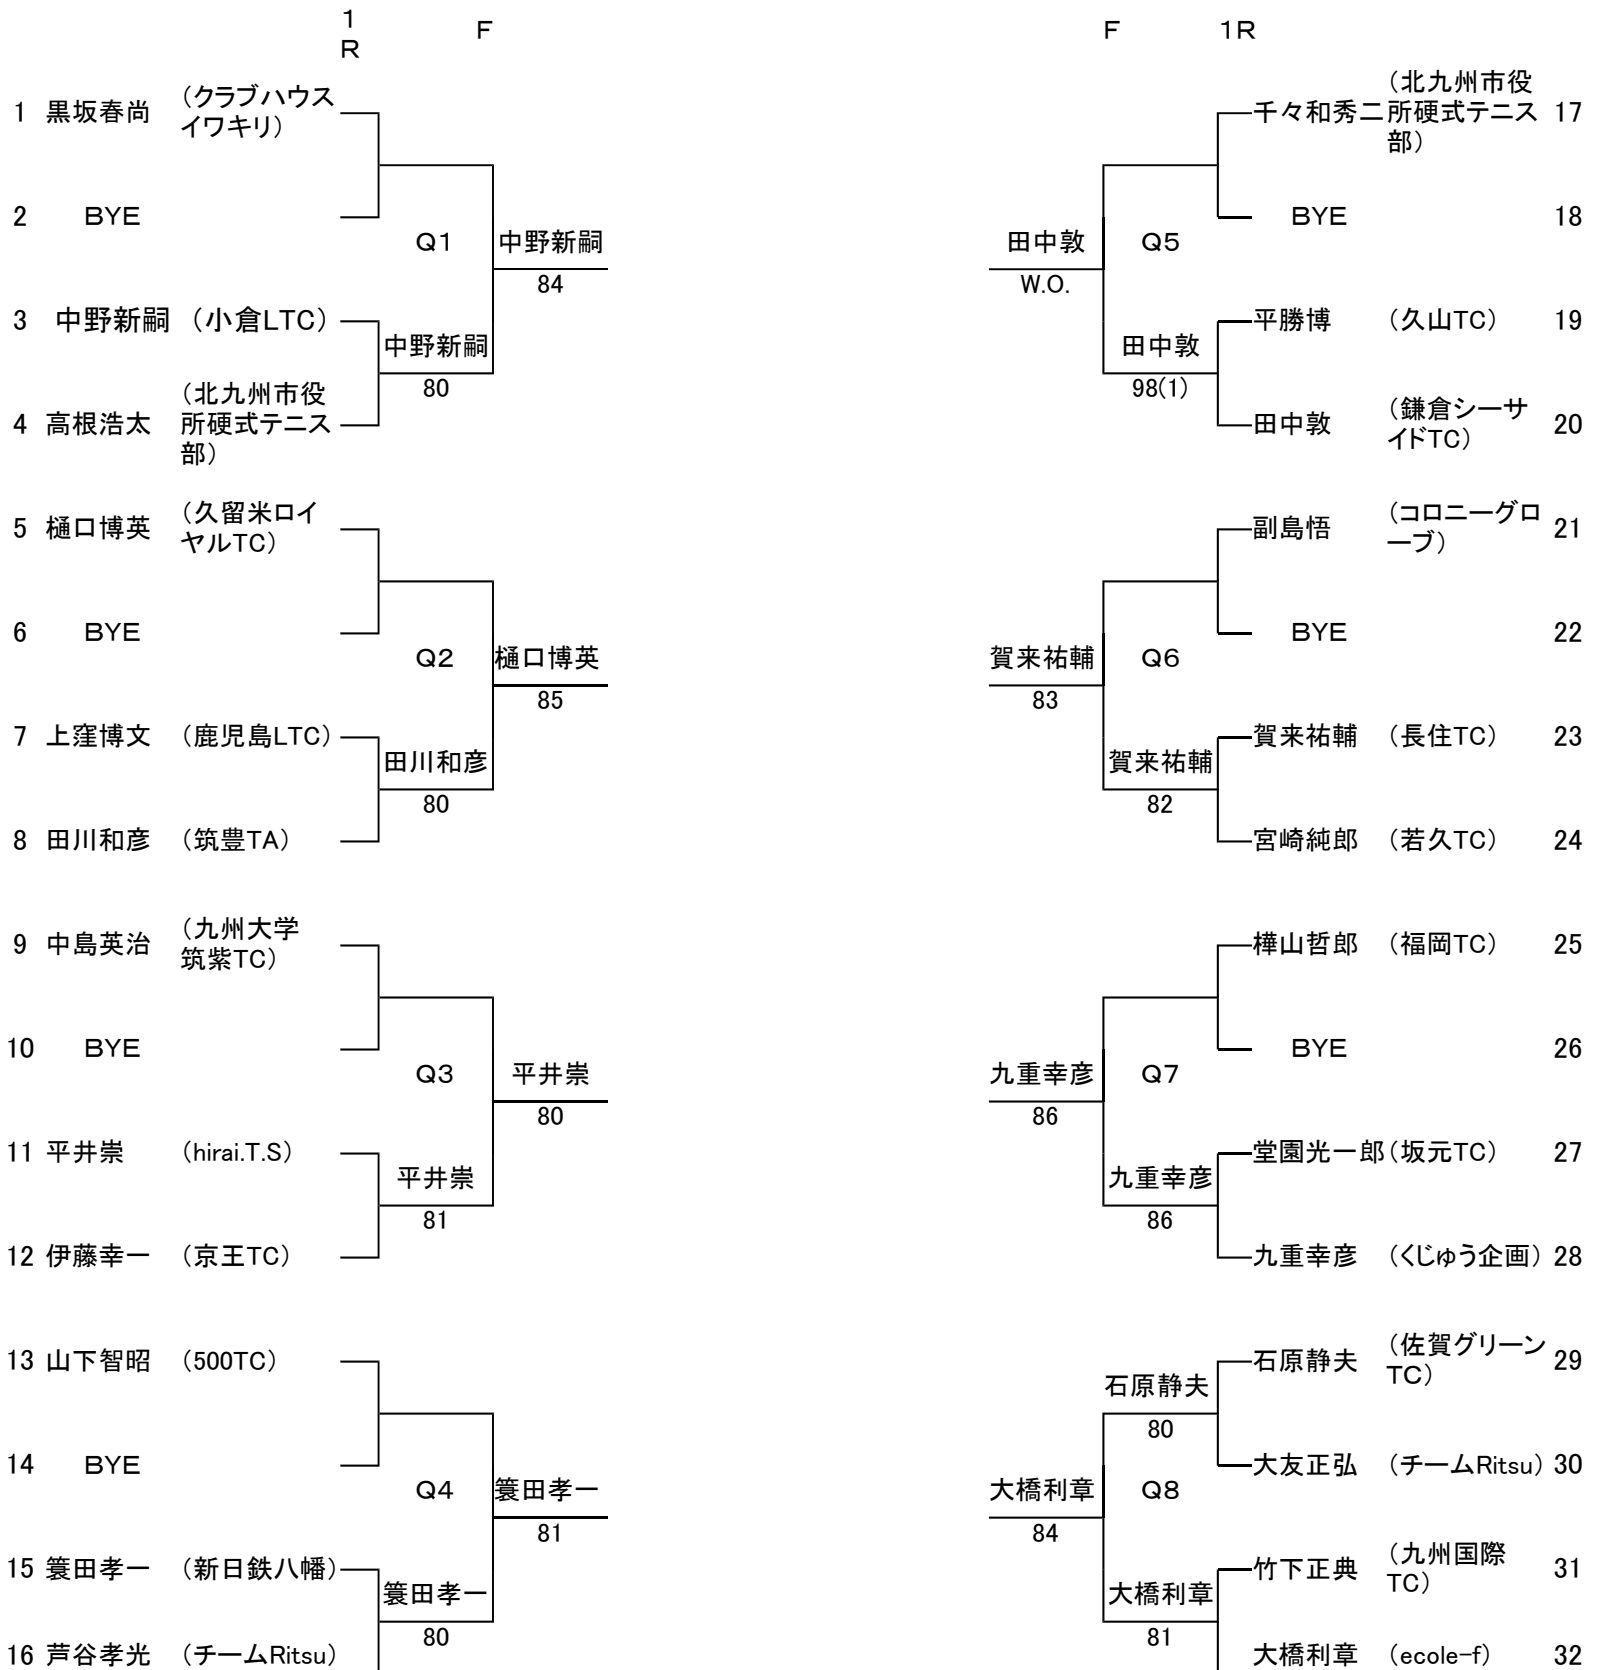 1
R
F
1 黒坂春尚 （クラブハウス
イワキリ）
2 BYE
Q1
中野新嗣
84
3 中野新嗣 （小倉LTC）
中野新嗣
80
4 高根浩太 （北九州市役
所硬式テニス
部）
5 樋口博英 （久留米ロイ
ヤルTC）
6 BYE
Q2
樋口博英
85
7 上窪博文 （鹿児島LTC）
田川和彦
80
8 田川和彦 （筑豊TA）
9 中島英治 （九州大学
筑紫TC）
10 BYE
Q3
平井崇
80
11 平井崇 （hirai.T.S）
平井崇
81
12 伊藤幸一 （京王TC）
13 山下智昭 （500TC）
14 BYE
Q4
簑田孝一
81
15 簑田孝一 （新日鉄八幡）
簑田孝一
80
16 芦谷孝光 （チームRitsu）
F
1R
千々和秀二 （北九州市役
所硬式テニス
部） 17
BYE 18
田中敦
W.O.
Q5
平勝博 （久山TC） 19
田中敦
98(1)
田中敦 （鎌倉シーサ
イドTC） 20
副島悟 （コロニーグロ
ーブ） 21
BYE 22
賀来祐輔
83
Q6
賀来祐輔 （長住TC） 23
賀来祐輔
82
宮崎純郎 （若久TC） 24
樺山哲郎 （福岡TC） 25
BYE 26
九重幸彦
86
Q7
堂園光一郎 （坂元TC） 27
九重幸彦
86
九重幸彦 （くじゅう企画） 28
石原静夫 （佐賀グリーン
TC） 29
石原静夫
80
大友正弘 （チームRitsu） 30
大橋利章
84
Q8
竹下正典 （九州国際
TC） 31
大橋利章
81
大橋利章 （ecole-f） 32